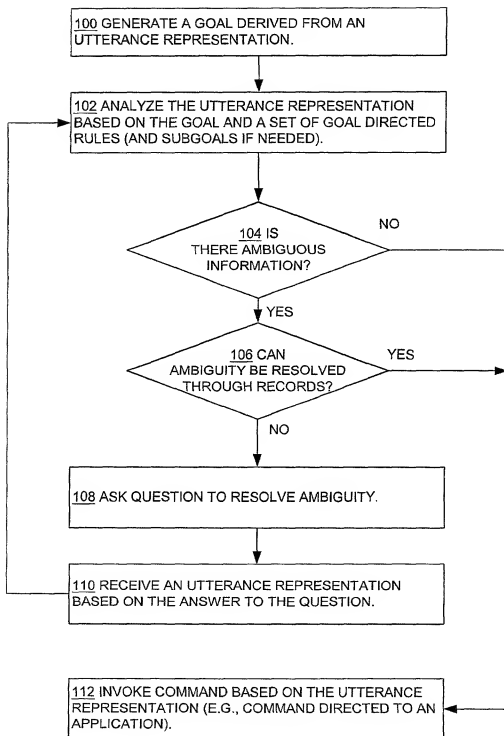 100 GENERATE A GOAL DERIVED FROM AN
UTTERANCE REPRESENTATION.
102 ANALYZE THE UTTERANCE REPRESENTATION
BASED ON THE GOAL AND A SET OF GOAL DIRECTED
RULES (AND SUBGOALS IF NEEDED).
104 IS
THERE AMBIGUOUS
INFORMATION?
NO
YES
106 CAN
AMBIGUITY BE RESOLVED
THROUGH RECORDS?
YES
NO
108 ASK QUESTION TO RESOLVE AMBIGUITY.
110 RECEIVE AN UTTERANCE REPRESENTATION
BASED ON THE ANSWER TO THE QUESTION.
112 INVOKE COMMAND BASED ON THE UTTERANCE
REPRESENTATION (E.G., COMMAND DIRECTED TO AN
APPLICATION).